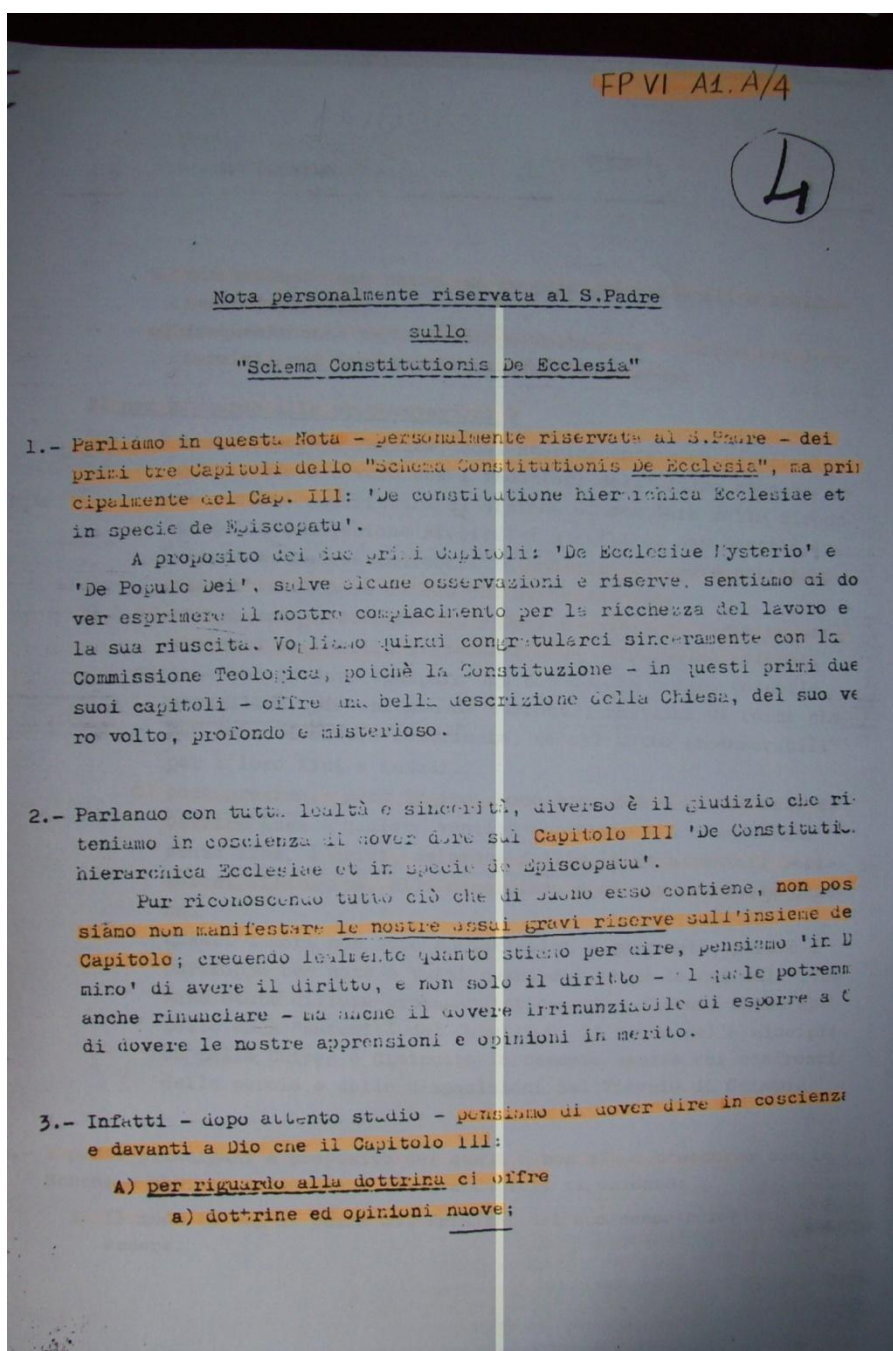 FP VI A1.A/4
4
Nota personalmente riservata al S.Padre
sullo
"Schema Constitutionis De Ecclesia"
1.- Parliamo in questa Nota - personalmente riservata al S.Padre - dei
primi tre Capitoli dello "Schema Constitutionis De Ecclesia", ma prin
cipalmente del Cap. III: 'De constitutione hierarchica Ecclesiae et
in specie de Episcopatu'.
A proposito dei due primi Capitoli: 'De Ecclesiae Mysterio' e
'De Populo Dei', salve alcune osservazioni e riserve, sentiamo di do
ver esprimere il nostro compiacimento per la ricchezza del lavoro e
la sua riuscita. Vogliamo quindi congratularci sinceramente con la
Commissione Teologica, poichè la Constituzione - in questi primi due
suoi capitoli - offre una bella descrizione della Chiesa, del suo ve
ro volto, profondo e misterioso.
2.- Parlando con tutta lealtà e sincerità, diverso è il giudizio che ri-
teniamo in coscienza di dover dare sul Capitolo III 'De Constitutio
hierarchica Ecclesiae et in specie de Episcopatu'.
Pur riconoscendo tutto ciò che di buono esso contiene, non pos
siamo non manifestare le nostre assai gravi riserve sull'insieme de
Capitolo; credendo lealmente quanto stiamo per dire, pensiamo 'in D
mino' di avere il diritto, e non solo il diritto - il quale potremm
anche rinunciare - ma anche il dovere irrinunziabile di esporre a
di dovere le nostre apprensioni e opinioni in merito.
3.- Infatti - dopo attento studio - pensiamo di dover dire in coscienza
e davanti a Dio che il Capitolo III:
A) per riguardo alla dottrina ci offre
a) dottrine ed opinioni nuove;